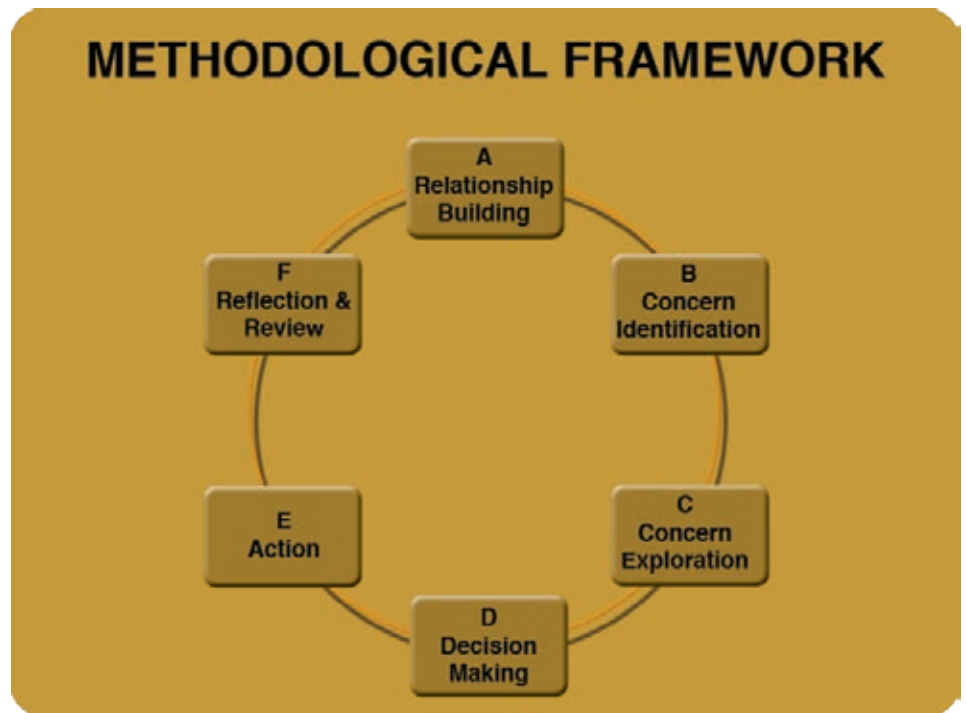 METHODOLOGICAL FRAMEWORK
A
Relationship
Building
B
Concern
Identification
C
Concern
Exploration
D
Decision
Making
E
Action
F
Reflection &
Review